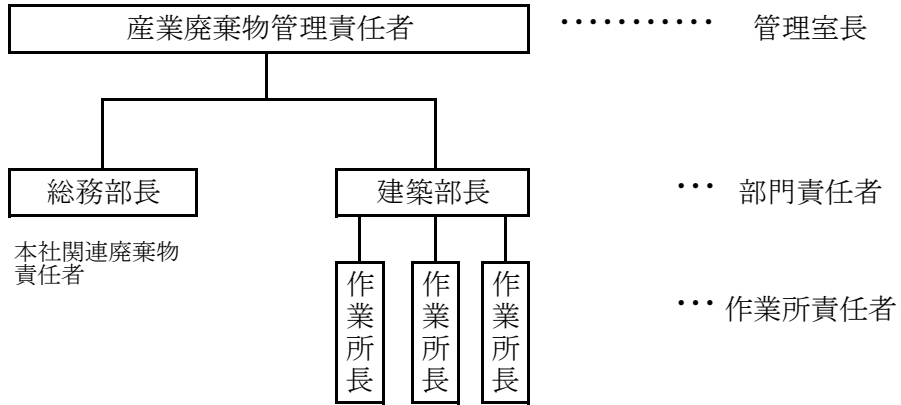 産業廃棄物管理責任者 ・・・・・・・・・・・ 管理室長
総務部長 建築部長 ・・・ 部門責任者
本社関連廃棄物
責任者
作業所長 作業所長 作業所長 ・・・ 作業所責任者